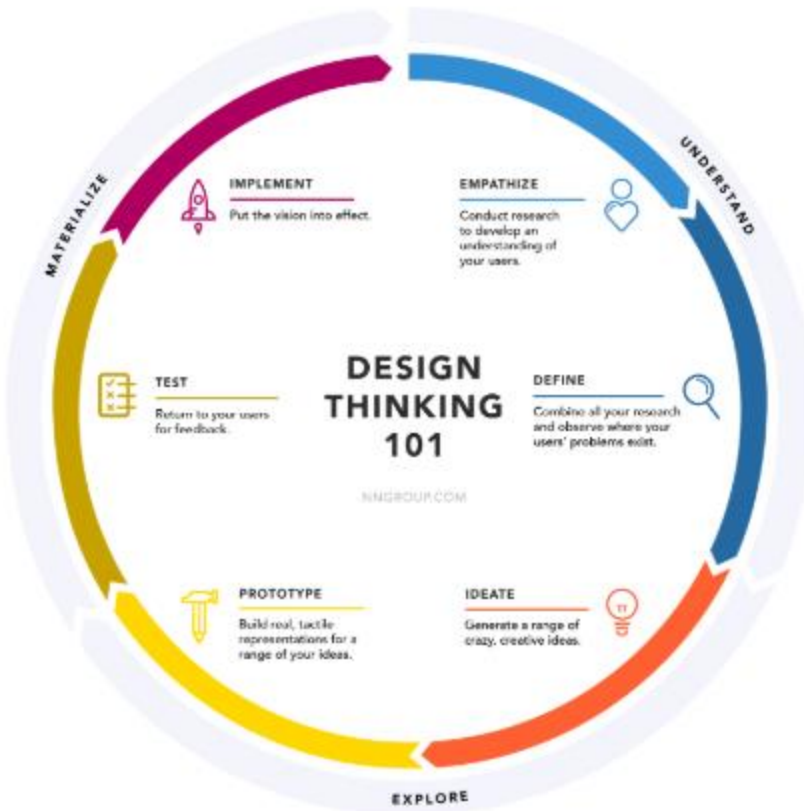 UNDERSTAND
EMPATHIZE
Conduct research
to develop an
understanding of
your users.
DEFINE
Combine all your research
and observe where your
users' problems exist.
EXPLORE
IDEATE
Generate a range of
crazy, creative ideas.
PROTOTYPE
Build real, tactile
representations for a
range of your ideas.
MATERIALIZE
TEST
Return to your users
for feedback.
IMPLEMENT
Put the vision into effect.
DESIGN
THINKING
101
NNGROUP.COM